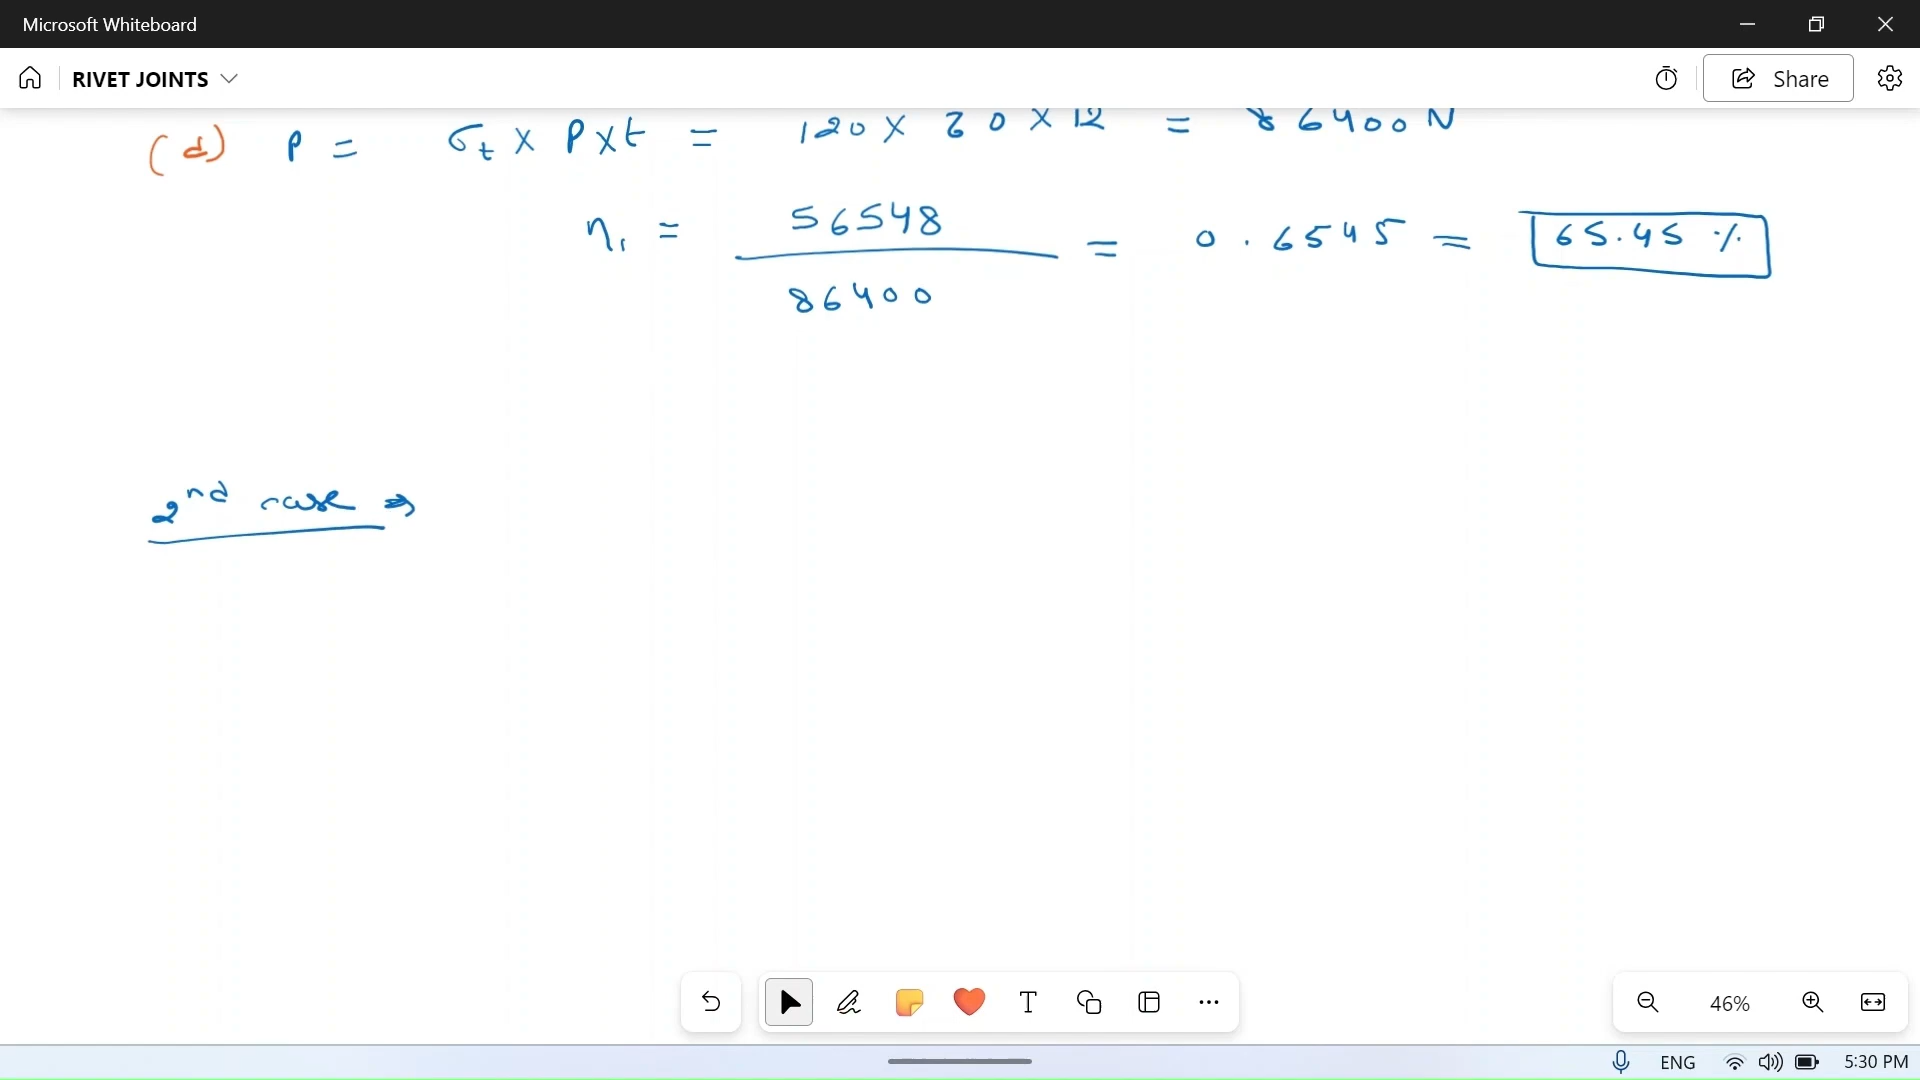 Microsoft Whiteboard
RIVET JOINTS
Share
(d) P = σt × P × t = 120 × 60 × 12 = 86400 N
η1 = 56548 / 86400 = 0.6545 = 65.45 %
2nd case ⇒
46%
ENG
5:30 PM